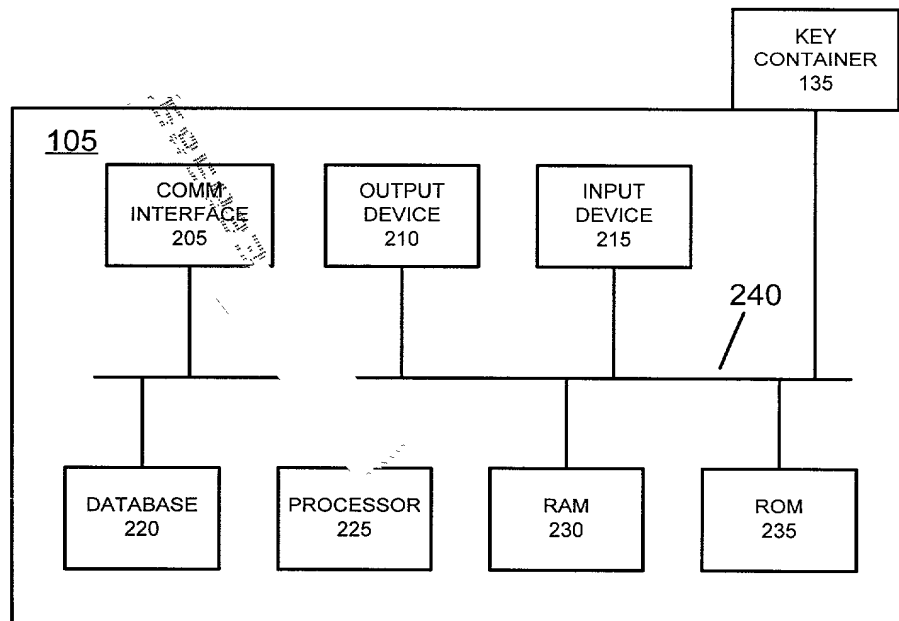 KEY
CONTAINER
135
105
COMM
INTERFACE
205
OUTPUT
DEVICE
210
INPUT
DEVICE
215
240
DATABASE
220
PROCESSOR
225
RAM
230
ROM
235